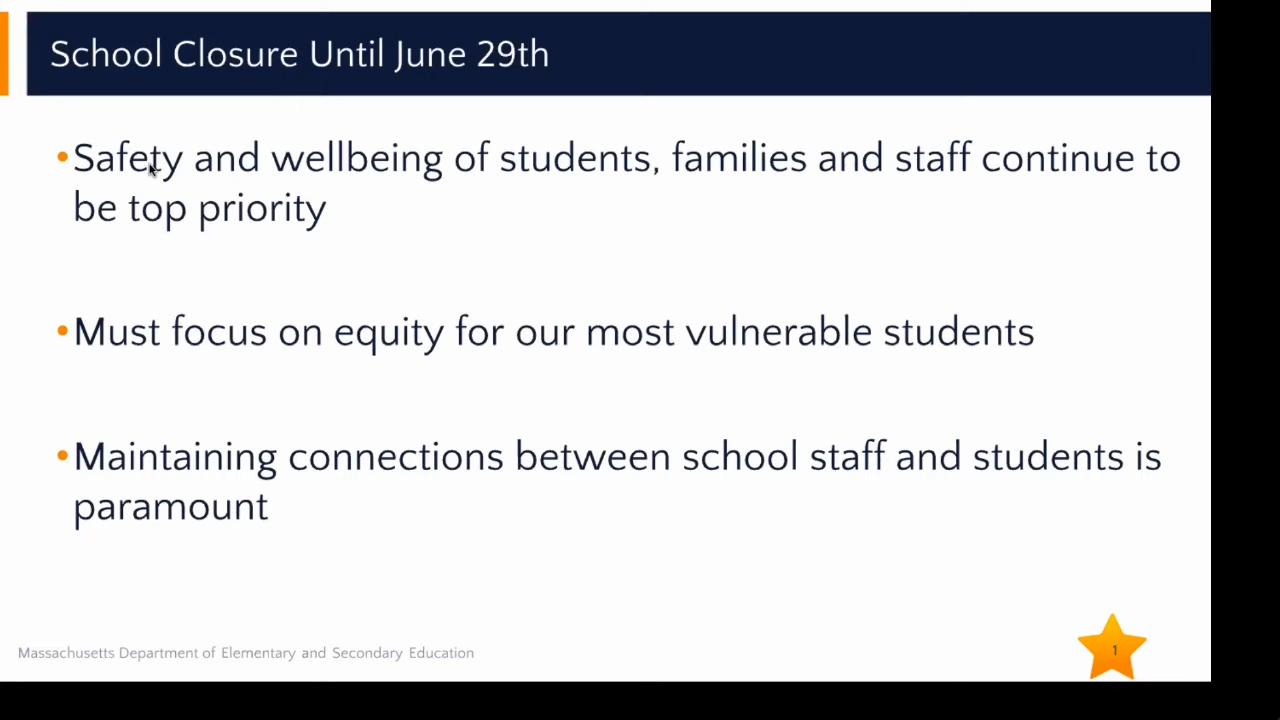 School Closure Until June 29th
•Safety and wellbeing of students, families and staff continue to
be top priority
•Must focus on equity for our most vulnerable students
•Maintaining connections between school staff and students is
paramount
Massachusetts Department of Elementary and Secondary Education
1